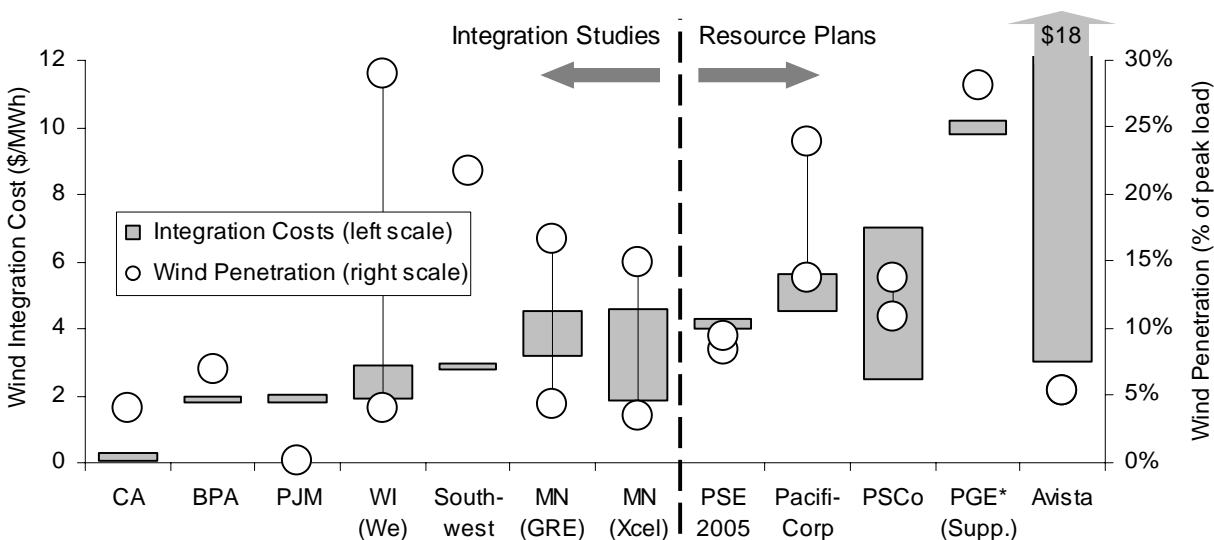 Integration Studies
Resource Plans
$18
Wind Integration Cost ($/MWh)
12
10
8
6
4
2
0
Integration Costs (left scale)
Wind Penetration (right scale)
30%
25%
20%
15%
10%
5%
0%
Wind Penetration (% of peak load)
CA
BPA
PJM
WI
(We)
South-
west
MN
(GRE)
MN
(Xcel)
PSE
2005
Pacifi-
Corp
PSCo
PGE*
(Supp.)
Avista